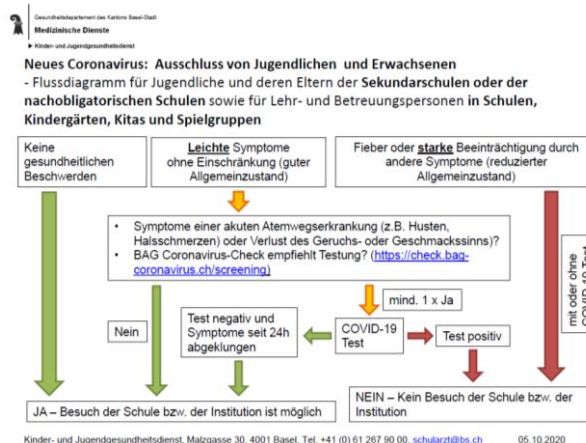 Gesundheitsdepartement des Kantons Basel-Stadt
Medizinische Dienste
Kinder- und Jugendgesundheitsdienst
Neues Coronavirus: Ausschluss von Jugendlichen und Erwachsenen
- Flussdiagramm für Jugendliche und deren Eltern der Sekundarschulen oder der
nachobligatorischen Schulen sowie für Lehr- und Betreuungspersonen in Schulen,
Kindergärten, Kitas und Spielgruppen
Keine
gesundheitlichen
Beschwerden
Leichte Symptome
ohne Einschränkung (guter
Allgemeinzustand)
Fieber oder starke Beeinträchtigung durch
andere Symptome (reduzierter
Allgemeinzustand)
• Symptome einer akuten Atemwegserkrankung (z.B. Husten,
Halsschmerzen) oder Verlust des Geruchs- oder Geschmackssinns)?
• BAG Coronavirus-Check empfiehlt Testung? (https://check.bag-
coronavirus.ch/screening)
mit oder ohne
COVID-19 Test
mind. 1 x Ja
Nein
Test negativ und
Symptome seit 24h
abgeklungen
COVID-19
Test
Test positiv
JA – Besuch der Schule bzw. der Institution ist möglich
NEIN – Kein Besuch der Schule bzw. der
Institution
Kinder- und Jugendgesundheitsdienst, Malzgasse 30, 4001 Basel, Tel. +41 (0) 61 267 90 00, schularzt@bs.ch 05.10.2020